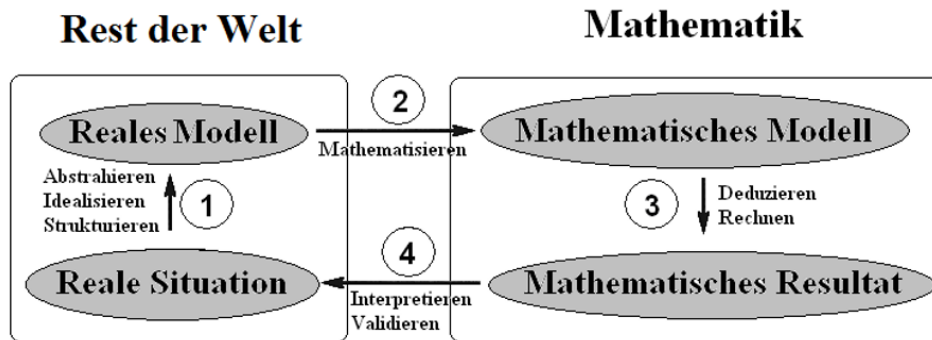 Rest der Welt
Mathematik
2
Reales Modell
Mathematisches Modell
Mathematisieren
Abstrahieren
Idealisieren
Strukturieren
1
3
Deduzieren
Rechnen
4
Reale Situation
Mathematisches Resultat
Interpretieren
Validieren